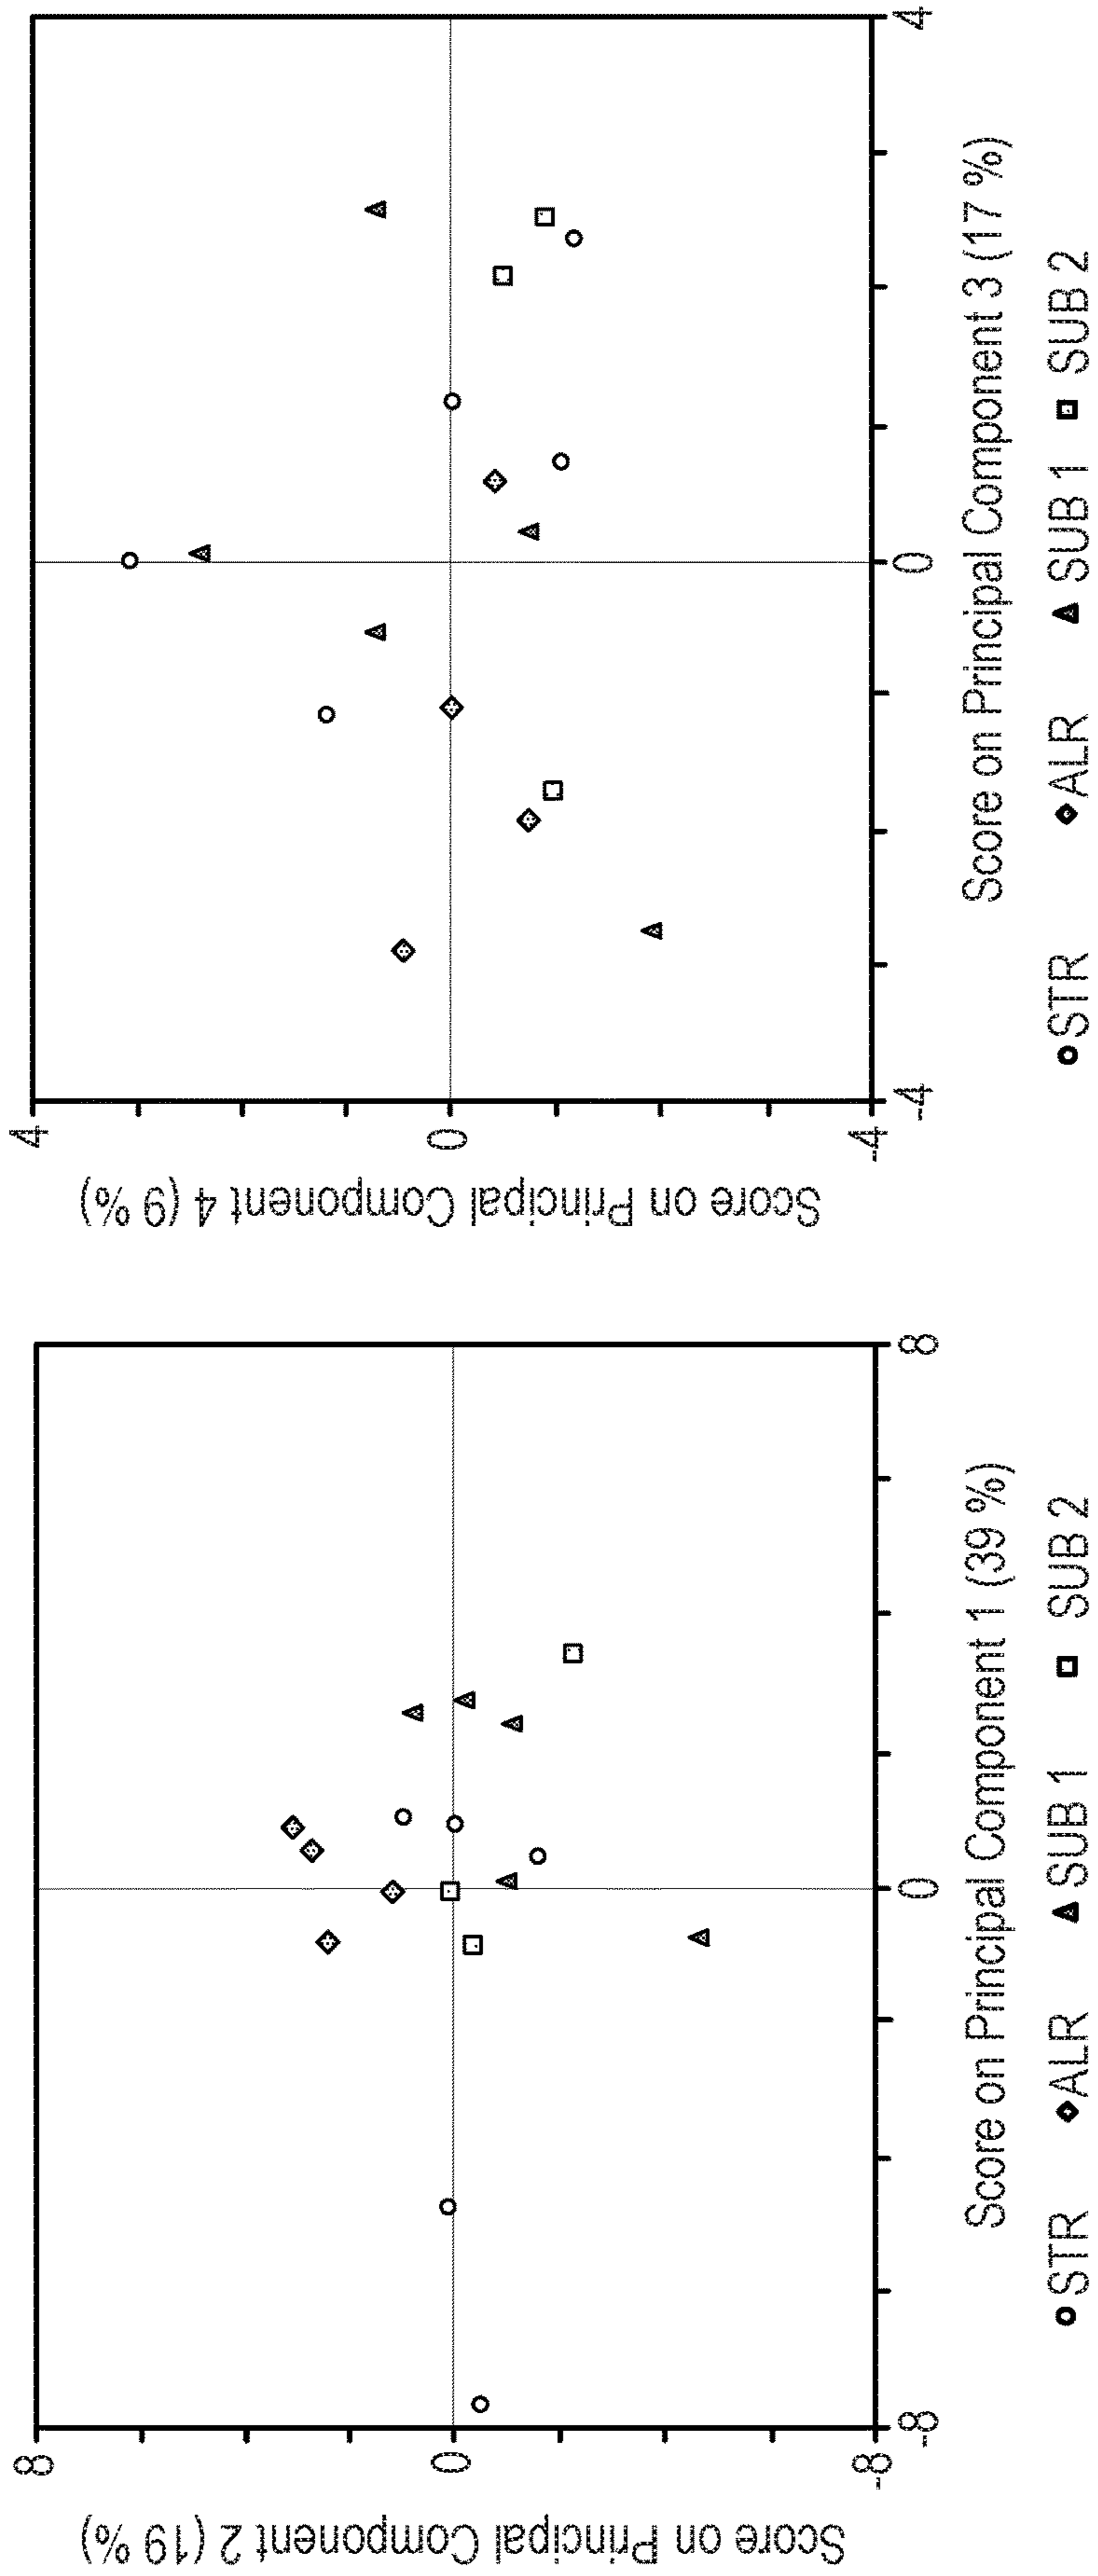 Score on Principal Component 2 (19 %)
8
0
-8
-8
0
8
Score on Principal Component 1 (39 %)
STR ALR SUB 1 SUB 2
Score on Principal Component 4 (9 %)
4
0
-4
-4
0
4
Score on Principal Component 3 (17 %)
STR ALR SUB 1 SUB 2